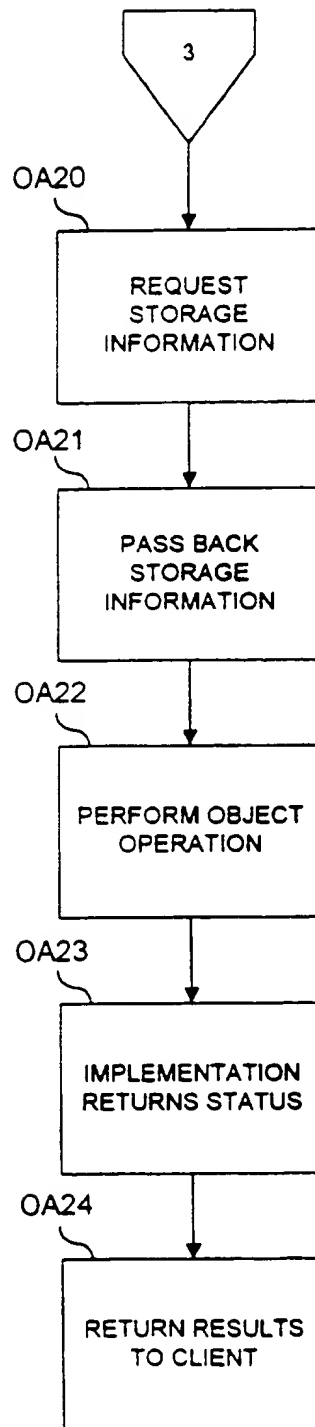 3
OA20
REQUEST
STORAGE
INFORMATION
OA21
PASS BACK
STORAGE
INFORMATION
OA22
PERFORM OBJECT
OPERATION
OA23
IMPLEMENTATION
RETURNS STATUS
OA24
RETURN RESULTS
TO CLIENT